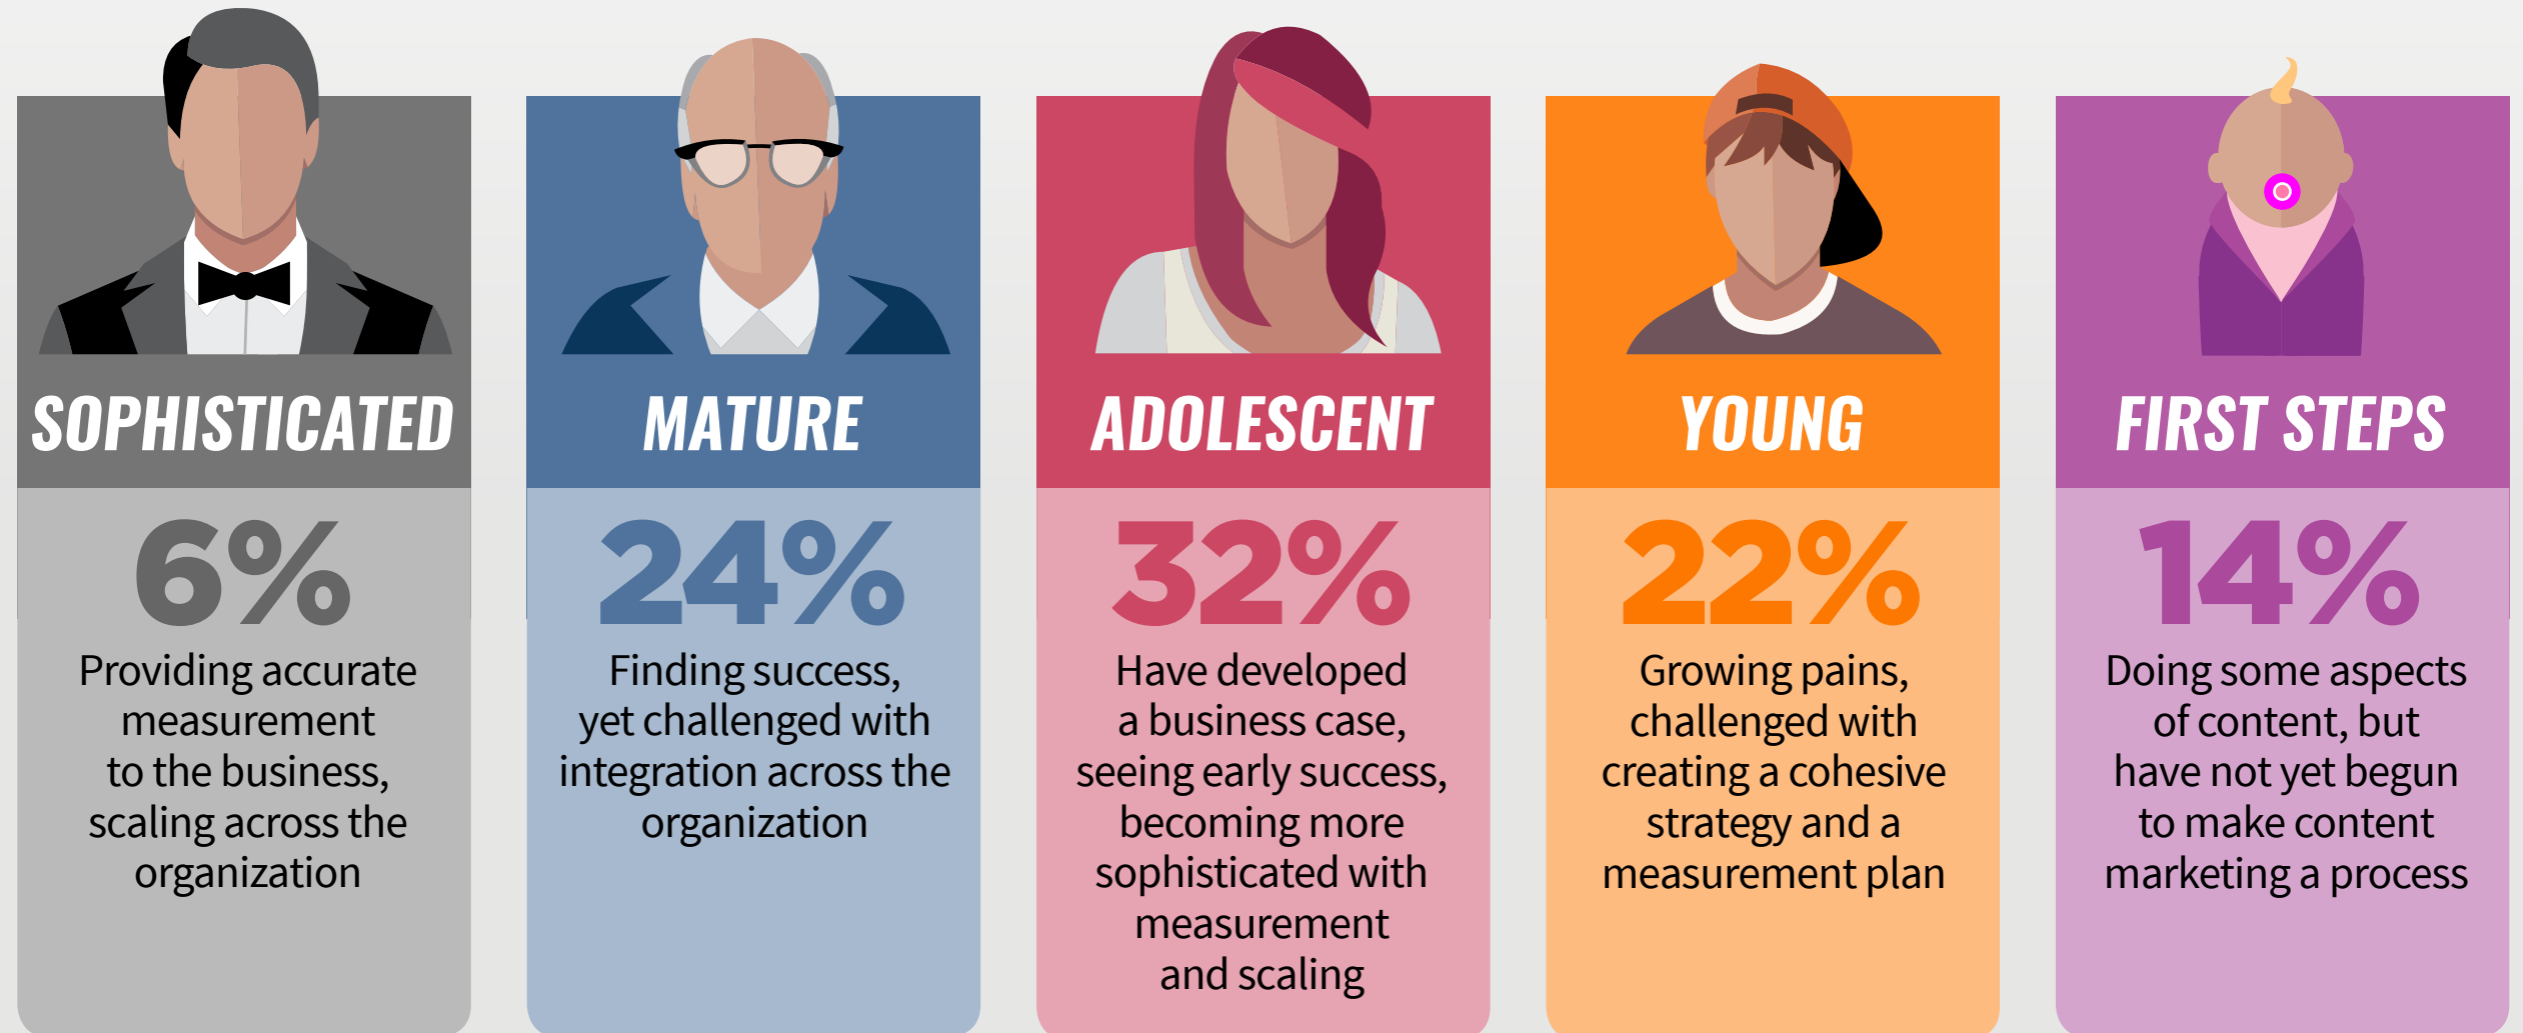 SOPHISTICATED
6%
Providing accurate
measurement
to the business,
scaling across the
organization
MATURE
24%
Finding success,
yet challenged with
integration across the
organization
ADOLESCENT
32%
Have developed
a business case,
seeing early success,
becoming more
sophisticated with
measurement
and scaling
YOUNG
22%
Growing pains,
challenged with
creating a cohesive
strategy and a
measurement plan
FIRST STEPS
14%
Doing some aspects
of content, but
have not yet begun
to make content
marketing a process